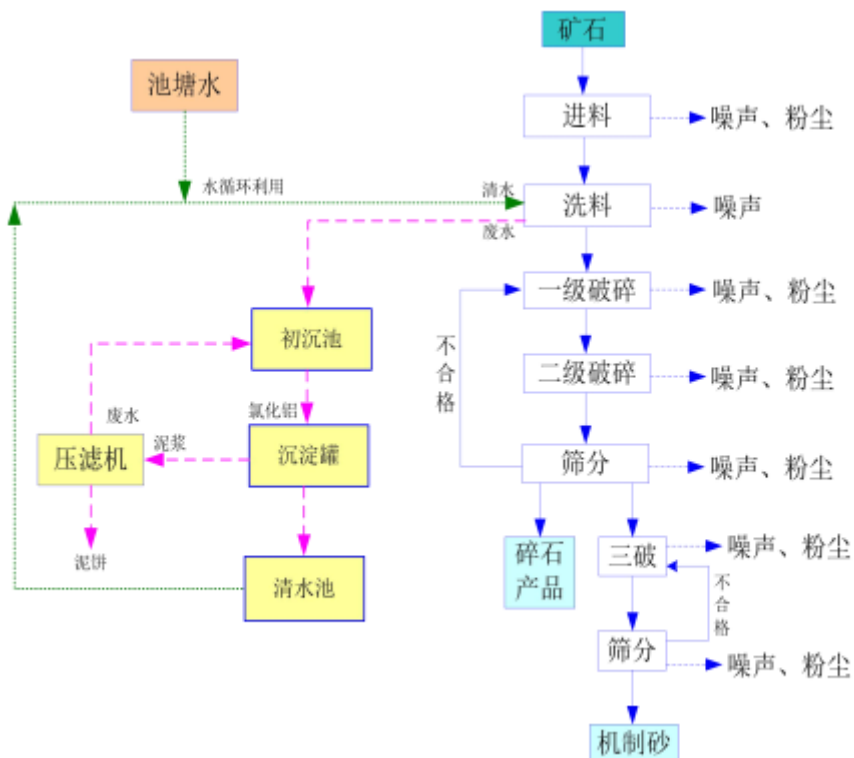 矿石
池塘水
进料
噪声、粉尘
水循环利用
清水
洗料
噪声
废水
一级破碎
噪声、粉尘
初沉池
不合格
二级破碎
噪声、粉尘
废水
氯化铝
压滤机
泥浆
沉淀罐
筛分
噪声、粉尘
泥饼
清水池
碎石
产品
三破
噪声、粉尘
不合格
筛分
噪声、粉尘
机制砂